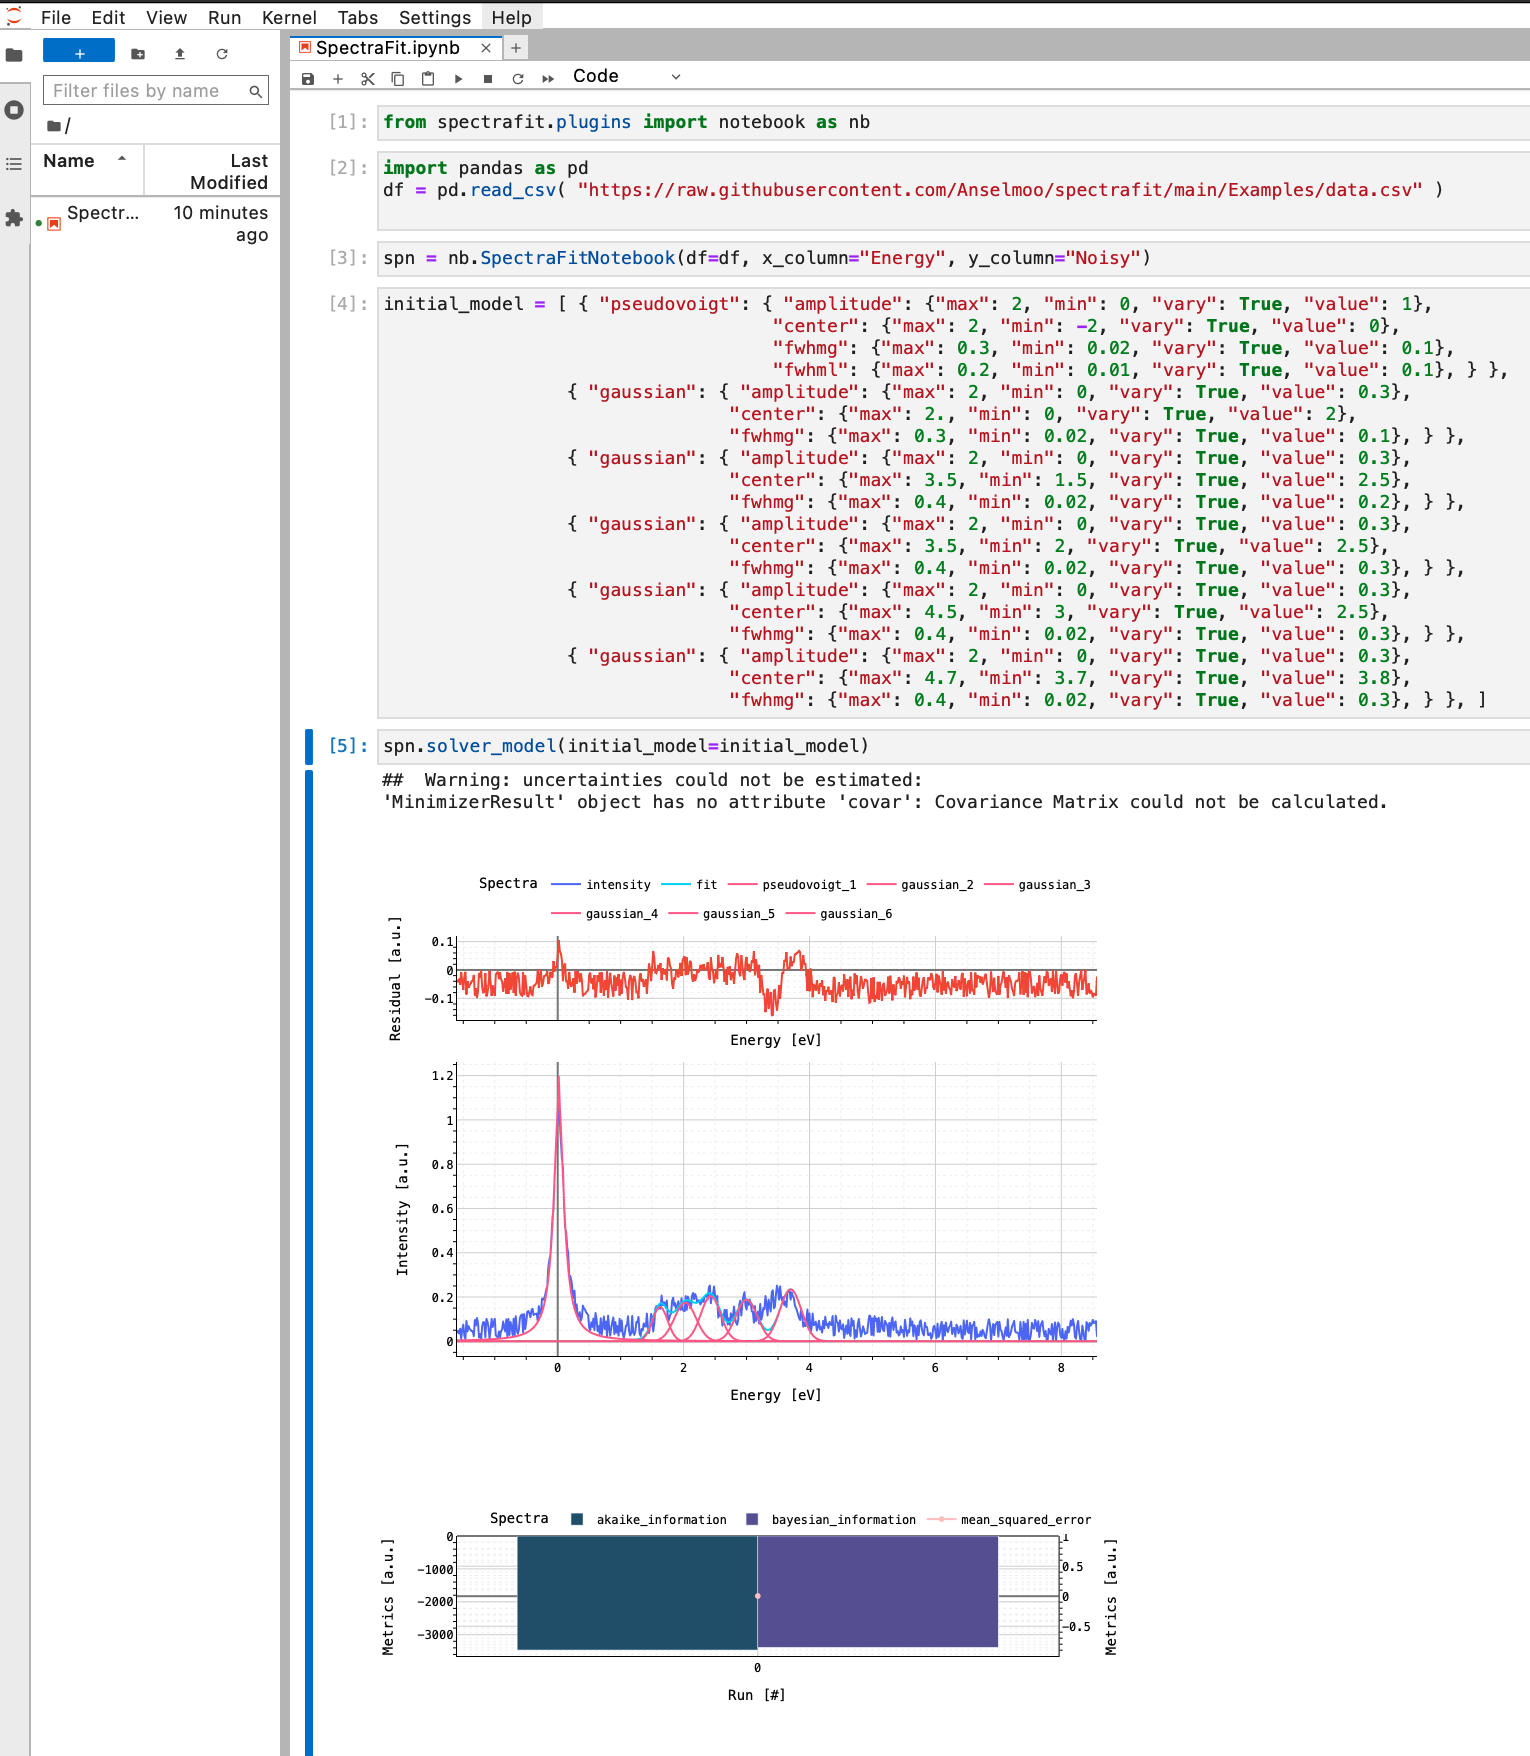 File Edit View Run Kernel Tabs Settings Help
+
Filter files by name
/
Name Last Modified
Spectr... 10 minutes ago
SpectraFit.ipynb × +
Code
[1]: from spectrafit.plugins import notebook as nb
[2]: import pandas as pd
df = pd.read_csv( "https://raw.githubusercontent.com/Anselmoo/spectrafit/main/Examples/data.csv" )
[3]: spn = nb.SpectraFitNotebook(df=df, x_column="Energy", y_column="Noisy")
[4]: initial_model = [ { "pseudovoigt": { "amplitude": {"max": 2, "min": 0, "vary": True, "value": 1},
"center": {"max": 2, "min": -2, "vary": True, "value": 0},
"fwhmg": {"max": 0.3, "min": 0.02, "vary": True, "value": 0.1},
"fwhml": {"max": 0.2, "min": 0.01, "vary": True, "value": 0.1}, } },
{ "gaussian": { "amplitude": {"max": 2, "min": 0, "vary": True, "value": 0.3},
"center": {"max": 2., "min": 0, "vary": True, "value": 2},
"fwhmg": {"max": 0.3, "min": 0.02, "vary": True, "value": 0.1}, } },
{ "gaussian": { "amplitude": {"max": 2, "min": 0, "vary": True, "value": 0.3},
"center": {"max": 3.5, "min": 1.5, "vary": True, "value": 2.5},
"fwhmg": {"max": 0.4, "min": 0.02, "vary": True, "value": 0.2}, } },
{ "gaussian": { "amplitude": {"max": 2, "min": 0, "vary": True, "value": 0.3},
"center": {"max": 3.5, "min": 2, "vary": True, "value": 2.5},
"fwhmg": {"max": 0.4, "min": 0.02, "vary": True, "value": 0.3}, } },
{ "gaussian": { "amplitude": {"max": 2, "min": 0, "vary": True, "value": 0.3},
"center": {"max": 4.5, "min": 3, "vary": True, "value": 2.5},
"fwhmg": {"max": 0.4, "min": 0.02, "vary": True, "value": 0.3}, } },
{ "gaussian": { "amplitude": {"max": 2, "min": 0, "vary": True, "value": 0.3},
"center": {"max": 4.7, "min": 3.7, "vary": True, "value": 3.8},
"fwhmg": {"max": 0.4, "min": 0.02, "vary": True, "value": 0.3}, } }, ]
[5]: spn.solver_model(initial_model=initial_model)
## Warning: uncertainties could not be estimated:
'MinimizerResult' object has no attribute 'covar': Covariance Matrix could not be calculated.
Spectra intensity fit pseudovoigt_1 gaussian_2 gaussian_3
gaussian_4 gaussian_5 gaussian_6
Residual [a.u.]
0.1
0
−0.1
Energy [eV]
Intensity [a.u.]
1.2
1
0.8
0.6
0.4
0.2
0
0 2 4 6 8
Energy [eV]
Spectra akaike_information bayesian_information mean_squared_error
Metrics [a.u.]
0
−1000
−2000
−3000
1
0.5
0
−0.5
Metrics [a.u.]
0
Run [#]